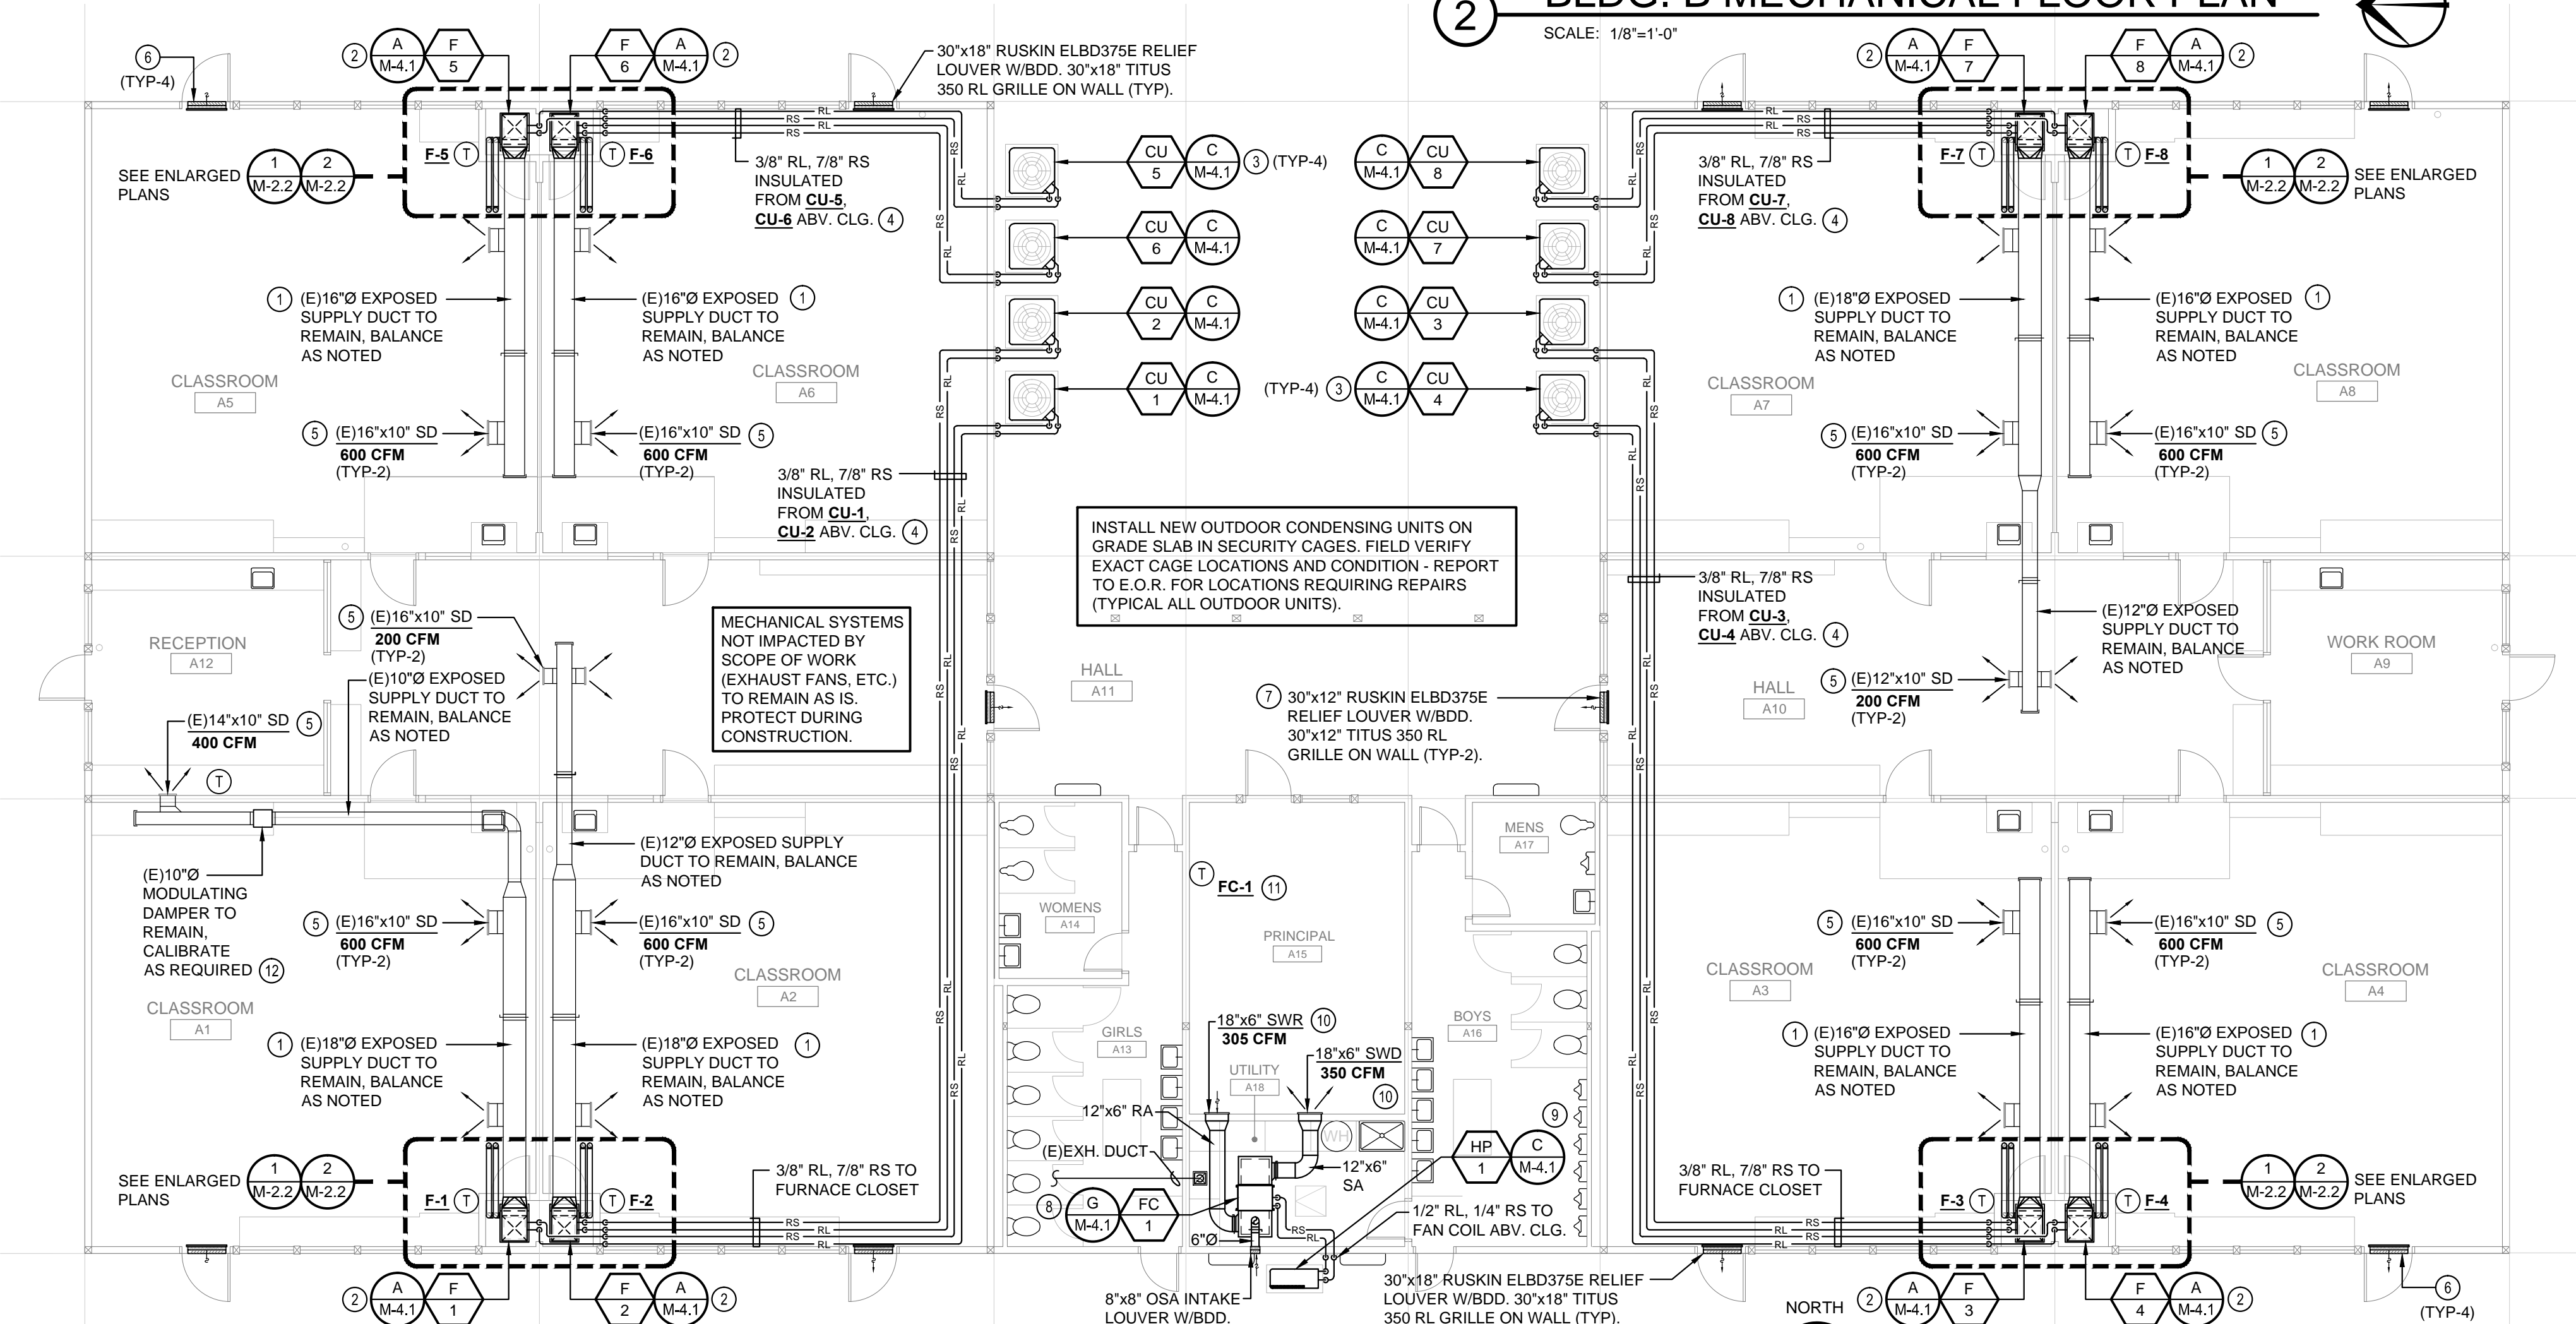 2
BLDG. B MECHANICAL FLOOR PLAN
SCALE: 1/8"=1'-0"
6
(TYP-4)
2
A
M-4.1
F
5
F
6
A
M-4.1
2
30"x18" RUSKIN ELBD375E RELIEF
LOUVER W/BDD. 30"x18" TITUS
350 RL GRILLE ON WALL (TYP).
2
A
M-4.1
F
7
F
8
A
M-4.1
2
SEE ENLARGED
PLANS
1
M-2.2
2
M-2.2
F-5
T
T
F-6
RL
RS
RL
RS
3/8" RL, 7/8" RS
INSULATED
FROM CU-5,
CU-6 ABV. CLG.
4
RS
RL
RS
RL
CU
5
C
M-4.1
3
(TYP-4)
C
M-4.1
CU
8
CU
6
C
M-4.1
C
M-4.1
CU
7
CU
2
C
M-4.1
C
M-4.1
CU
3
CU
1
C
M-4.1
(TYP-4)
3
C
M-4.1
CU
4
RL
RS
RL
RS
RL
RS
RL
RS
3/8" RL, 7/8" RS
INSULATED
FROM CU-7,
CU-8 ABV. CLG.
4
F-7
T
T
F-8
1
M-2.2
2
M-2.2
SEE ENLARGED
PLANS
1
(E)16"Ø EXPOSED
SUPPLY DUCT TO
REMAIN, BALANCE
AS NOTED
(E)16"Ø EXPOSED
SUPPLY DUCT TO
REMAIN, BALANCE
AS NOTED
1
1
(E)18"Ø EXPOSED
SUPPLY DUCT TO
REMAIN, BALANCE
AS NOTED
(E)16"Ø EXPOSED
SUPPLY DUCT TO
REMAIN, BALANCE
AS NOTED
1
CLASSROOM
A5
CLASSROOM
A6
CLASSROOM
A7
CLASSROOM
A8
5
(E)16"x10" SD
600 CFM
(TYP-2)
(E)16"x10" SD
600 CFM
(TYP-2)
5
5
(E)16"x10" SD
600 CFM
(TYP-2)
(E)16"x10" SD
600 CFM
(TYP-2)
5
3/8" RL, 7/8" RS
INSULATED
FROM CU-1,
CU-2 ABV. CLG.
4
INSTALL NEW OUTDOOR CONDENSING UNITS ON
GRADE SLAB IN SECURITY CAGES. FIELD VERIFY
EXACT CAGE LOCATIONS AND CONDITION - REPORT
TO E.O.R. FOR LOCATIONS REQUIRING REPAIRS
(TYPICAL ALL OUTDOOR UNITS).
3/8" RL, 7/8" RS
INSULATED
FROM CU-3,
CU-4 ABV. CLG.
4
RECEPTION
A12
5
(E)16"x10" SD
200 CFM
(TYP-2)
(E)10"Ø EXPOSED
SUPPLY DUCT TO
REMAIN, BALANCE
AS NOTED
(E)14"x10" SD
400 CFM
5
T
MECHANICAL SYSTEMS
NOT IMPACTED BY
SCOPE OF WORK
(EXHAUST FANS, ETC.)
TO REMAIN AS IS.
PROTECT DURING
CONSTRUCTION.
HALL
A11
7
30"x12" RUSKIN ELBD375E
RELIEF LOUVER W/BDD.
30"x12" TITUS 350 RL
GRILLE ON WALL (TYP-2).
HALL
A10
5
(E)12"x10" SD
200 CFM
(TYP-2)
(E)12"Ø EXPOSED
SUPPLY DUCT TO
REMAIN, BALANCE
AS NOTED
WORK ROOM
A9
(E)10"Ø
MODULATING
DAMPER TO
REMAIN,
CALIBRATE
AS REQUIRED
12
(E)12"Ø EXPOSED SUPPLY
DUCT TO REMAIN, BALANCE
AS NOTED
5
(E)16"x10" SD
600 CFM
(TYP-2)
(E)16"x10" SD
600 CFM
(TYP-2)
5
CLASSROOM
A1
CLASSROOM
A2
WOMENS
A14
T
FC-1
11
PRINCIPAL
A15
MENS
A17
5
(E)16"x10" SD
600 CFM
(TYP-2)
(E)16"x10" SD
600 CFM
(TYP-2)
5
CLASSROOM
A3
CLASSROOM
A4
1
(E)18"Ø EXPOSED
SUPPLY DUCT TO
REMAIN, BALANCE
AS NOTED
(E)18"Ø EXPOSED
SUPPLY DUCT TO
REMAIN, BALANCE
AS NOTED
1
GIRLS
A13
18"x6" SWR
305 CFM
10
18"x6" SWD
350 CFM
10
UTILITY
A18
BOYS
A16
1
(E)16"Ø EXPOSED
SUPPLY DUCT TO
REMAIN, BALANCE
AS NOTED
(E)16"Ø EXPOSED
SUPPLY DUCT TO
REMAIN, BALANCE
AS NOTED
1
12"x6" RA
(E)EXH. DUCT
WH
12"x6"
SA
9
HP
1
C
M-4.1
8
G
M-4.1
FC
1
1/2" RL, 1/4" RS TO
FAN COIL ABV. CLG.
RS
RL
6"Ø
SEE ENLARGED
PLANS
1
M-2.2
2
M-2.2
F-1
T
T
F-2
3/8" RL, 7/8" RS TO
FURNACE CLOSET
RS
RL
RS
RL
3/8" RL, 7/8" RS TO
FURNACE CLOSET
RS
RL
RS
RL
F-3
T
T
F-4
1
M-2.2
2
M-2.2
SEE ENLARGED
PLANS
2
A
M-4.1
F
1
F
2
A
M-4.1
2
8"x8" OSA INTAKE
LOUVER W/BDD.
30"x18" RUSKIN ELBD375E RELIEF
LOUVER W/BDD. 30"x18" TITUS
350 RL GRILLE ON WALL (TYP).
NORTH
2
A
M-4.1
F
3
F
4
A
M-4.1
2
6
(TYP-4)